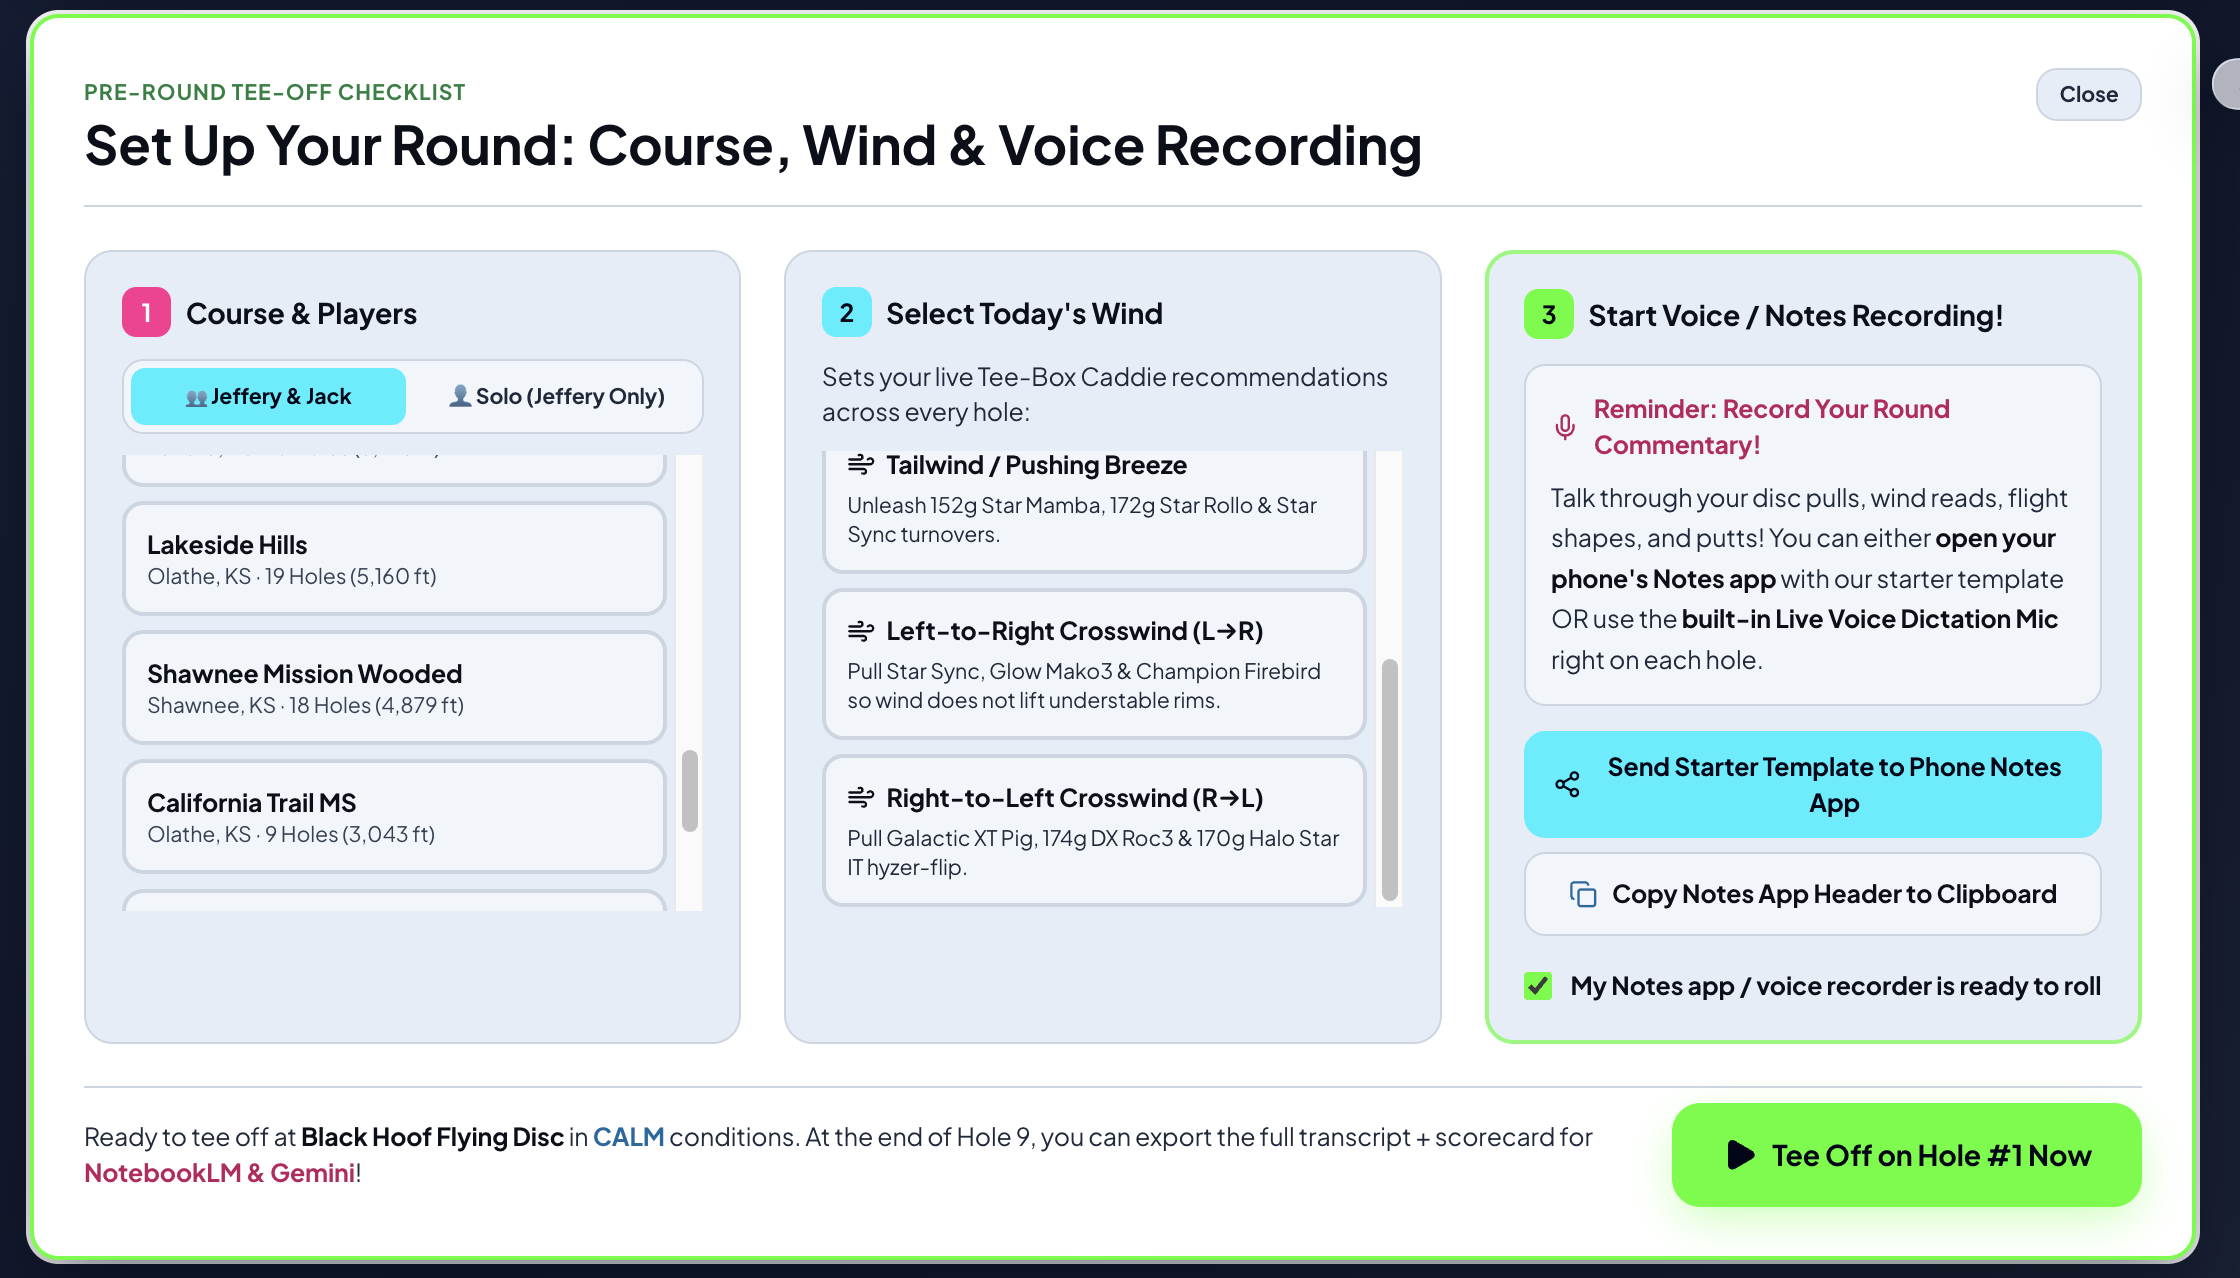 PRE-ROUND TEE-OFF CHECKLIST
Set Up Your Round: Course, Wind & Voice Recording
Close
1
Course & Players
Jeffery & Jack
Solo (Jeffery Only)
Lakeside Hills
Olathe, KS · 19 Holes (5,160 ft)
Shawnee Mission Wooded
Shawnee, KS · 18 Holes (4,879 ft)
California Trail MS
Olathe, KS · 9 Holes (3,043 ft)
2
Select Today's Wind
Sets your live Tee-Box Caddie recommendations
across every hole:
Tailwind / Pushing Breeze
Unleash 152g Star Mamba, 172g Star Rollo & Star
Sync turnovers.
Left-to-Right Crosswind (L→R)
Pull Star Sync, Glow Mako3 & Champion Firebird
so wind does not lift understable rims.
Right-to-Left Crosswind (R→L)
Pull Galactic XT Pig, 174g DX Roc3 & 170g Halo Star
IT hyzer-flip.
3
Start Voice / Notes Recording!
Reminder: Record Your Round
Commentary!
Talk through your disc pulls, wind reads, flight
shapes, and putts! You can either open your
phone's Notes app with our starter template
OR use the built-in Live Voice Dictation Mic
right on each hole.
Send Starter Template to Phone Notes
App
Copy Notes App Header to Clipboard
My Notes app / voice recorder is ready to roll
Ready to tee off at Black Hoof Flying Disc in CALM conditions. At the end of Hole 9, you can export the full transcript + scorecard for
NotebookLM & Gemini!
Tee Off on Hole #1 Now